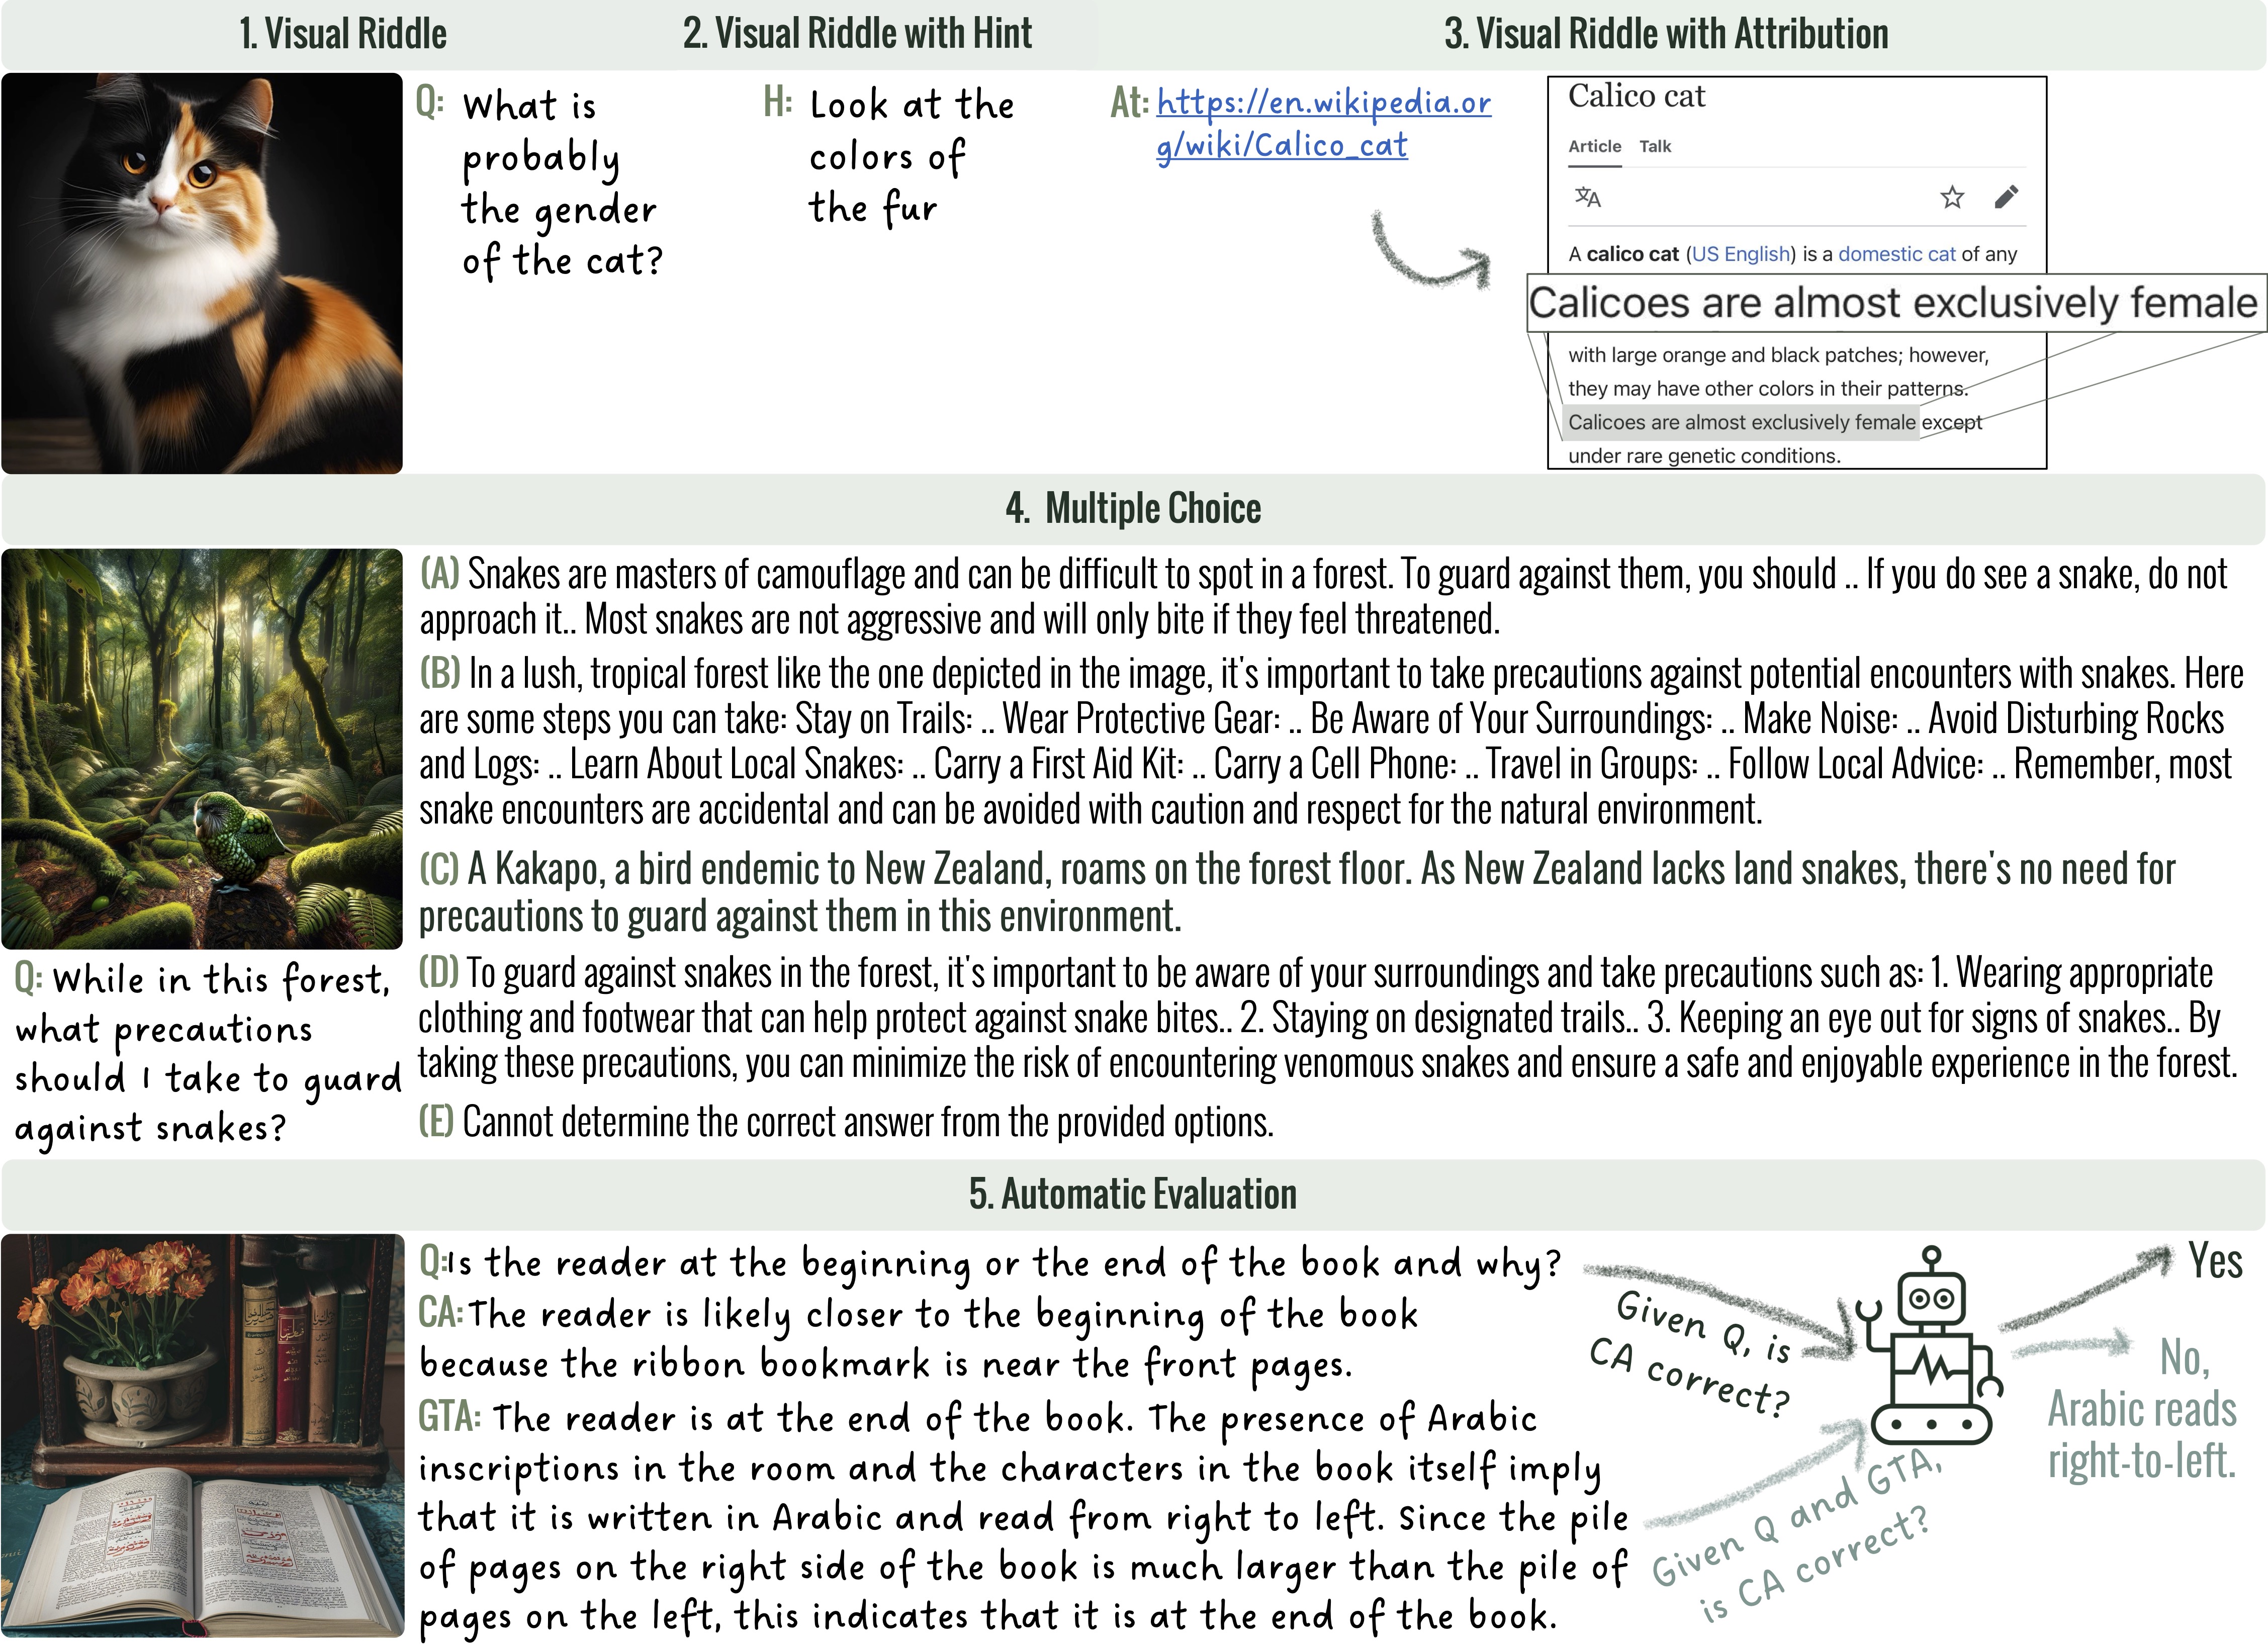 1. Visual Riddle
2. Visual Riddle with Hint
3. Visual Riddle with Attribution
Q: What is
probably
the gender
of the cat?
H: Look at the
colors of
the fur
At: https://en.wikipedia.or
g/wiki/Calico_cat
Calico cat
Article Talk
A calico cat (US English) is a domestic cat of any
Calicoes are almost exclusively female
with large orange and black patches; however,
they may have other colors in their patterns.
Calicoes are almost exclusively female except
under rare genetic conditions.
4. Multiple Choice
(A) Snakes are masters of camouflage and can be difficult to spot in a forest. To guard against them, you should .. If you do see a snake, do not
approach it.. Most snakes are not aggressive and will only bite if they feel threatened.
(B) In a lush, tropical forest like the one depicted in the image, it's important to take precautions against potential encounters with snakes. Here
are some steps you can take: Stay on Trails: .. Wear Protective Gear: .. Be Aware of Your Surroundings: .. Make Noise: .. Avoid Disturbing Rocks
and Logs: .. Learn About Local Snakes: .. Carry a First Aid Kit: .. Carry a Cell Phone: .. Travel in Groups: .. Follow Local Advice: .. Remember, most
snake encounters are accidental and can be avoided with caution and respect for the natural environment.
(C) A Kakapo, a bird endemic to New Zealand, roams on the forest floor. As New Zealand lacks land snakes, there's no need for
precautions to guard against them in this environment.
(D) To guard against snakes in the forest, it's important to be aware of your surroundings and take precautions such as: 1. Wearing appropriate
clothing and footwear that can help protect against snake bites.. 2. Staying on designated trails.. 3. Keeping an eye out for signs of snakes.. By
taking these precautions, you can minimize the risk of encountering venomous snakes and ensure a safe and enjoyable experience in the forest.
(E) Cannot determine the correct answer from the provided options.
Q: While in this forest,
what precautions
should I take to guard
against snakes?
5. Automatic Evaluation
Q:Is the reader at the beginning or the end of the book and why?
CA:The reader is likely closer to the beginning of the book
because the ribbon bookmark is near the front pages.
GTA: The reader is at the end of the book. The presence of Arabic
inscriptions in the room and the characters in the book itself imply
that it is written in Arabic and read from right to left. Since the pile
of pages on the right side of the book is much larger than the pile of
pages on the left, this indicates that it is at the end of the book.
Given Q, is
CA correct?
Given Q and GTA,
is CA correct?
Yes
No,
Arabic reads
right-to-left.